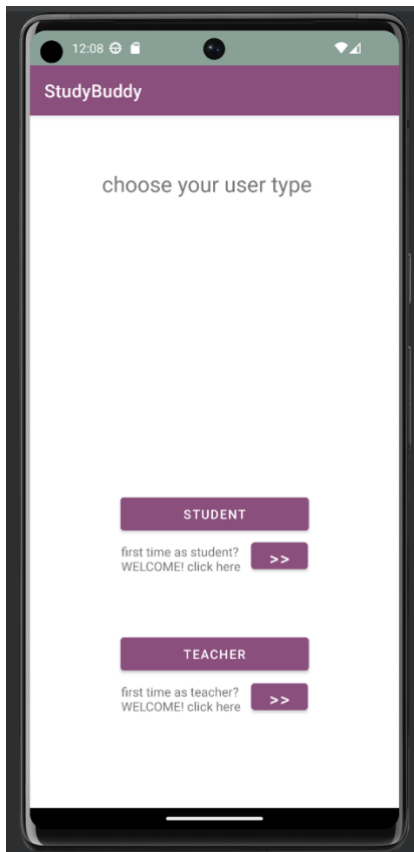 12:08
StudyBuddy
choose your user type
STUDENT
first time as student?
WELCOME! click here
>>
TEACHER
first time as teacher?
WELCOME! click here
>>